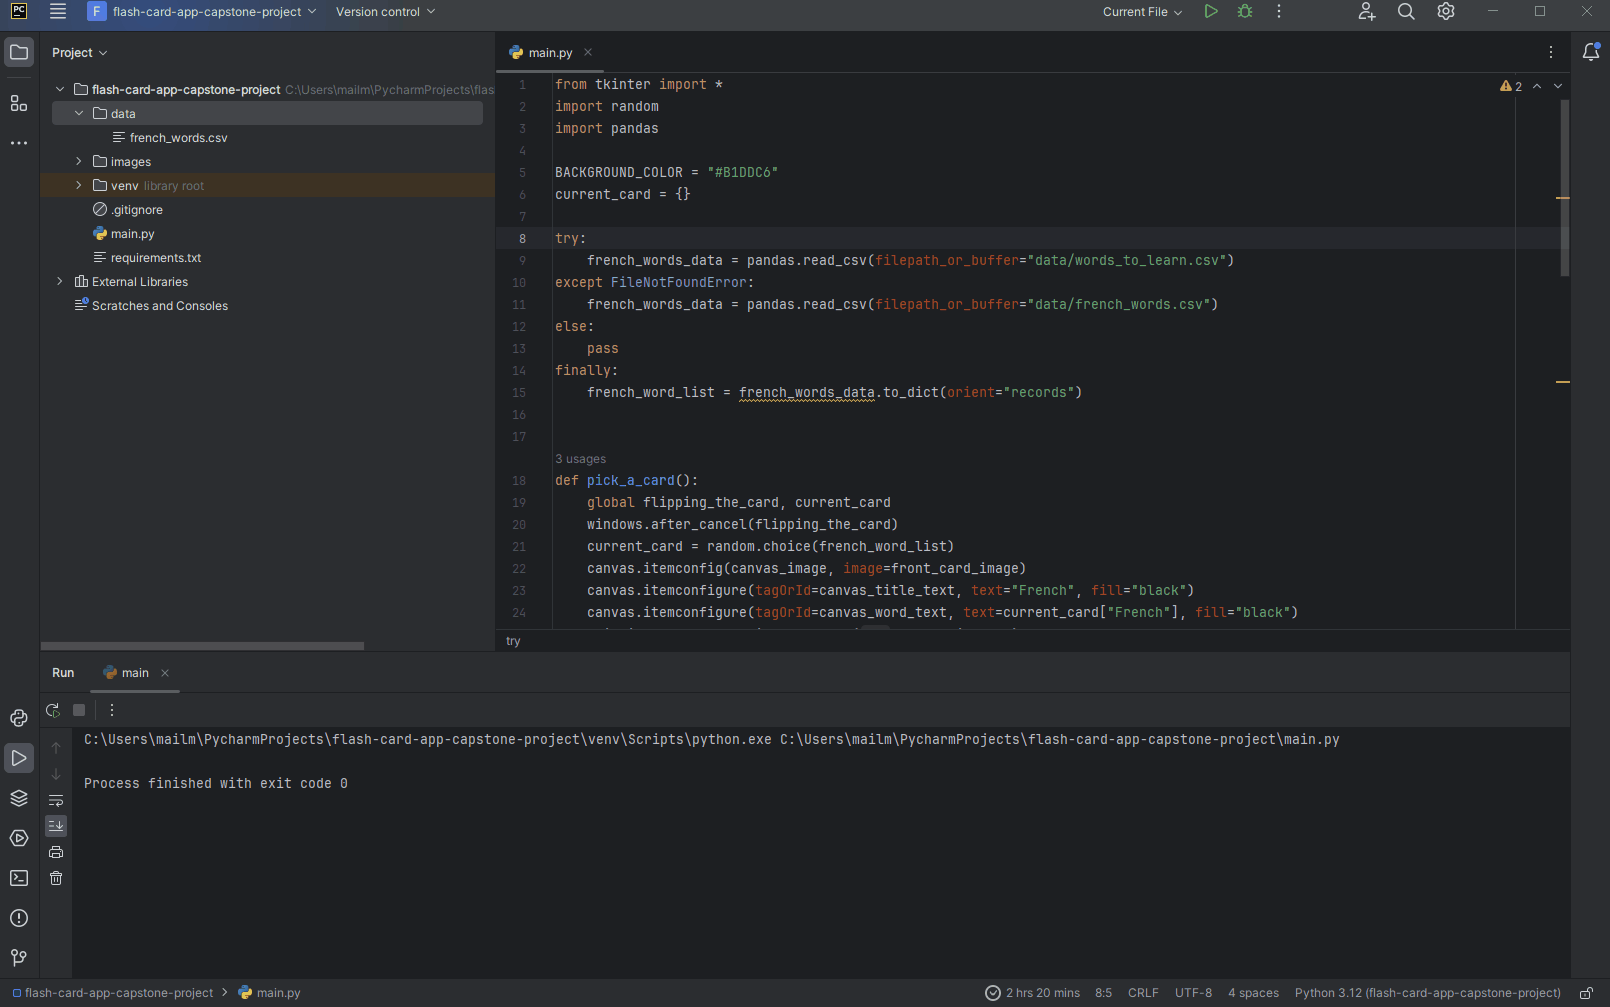 PC
F flash-card-app-capstone-project Version control Current File
Project
main.py
flash-card-app-capstone-project C:\Users\mailm\PycharmProjects\flas
data
french_words.csv
images
venv library root
.gitignore
main.py
requirements.txt
External Libraries
Scratches and Consoles
2
1 from tkinter import *
2 import random
3 import pandas
4
5 BACKGROUND_COLOR = "#B1DDC6"
6 current_card = {}
7
8 try:
9 french_words_data = pandas.read_csv(filepath_or_buffer="data/words_to_learn.csv")
10 except FileNotFoundError:
11 french_words_data = pandas.read_csv(filepath_or_buffer="data/french_words.csv")
12 else:
13 pass
14 finally:
15 french_word_list = french_words_data.to_dict(orient="records")
16
17
3 usages
18 def pick_a_card():
19 global flipping_the_card, current_card
20 windows.after_cancel(flipping_the_card)
21 current_card = random.choice(french_word_list)
22 canvas.itemconfig(canvas_image, image=front_card_image)
23 canvas.itemconfigure(tagOrId=canvas_title_text, text="French", fill="black")
24 canvas.itemconfigure(tagOrId=canvas_word_text, text=current_card["French"], fill="black")
try
Run main
C:\Users\mailm\PycharmProjects\flash-card-app-capstone-project\venv\Scripts\python.exe C:\Users\mailm\PycharmProjects\flash-card-app-capstone-project\main.py
Process finished with exit code 0
flash-card-app-capstone-project main.py 2 hrs 20 mins 8:5 CRLF UTF-8 4 spaces Python 3.12 (flash-card-app-capstone-project)